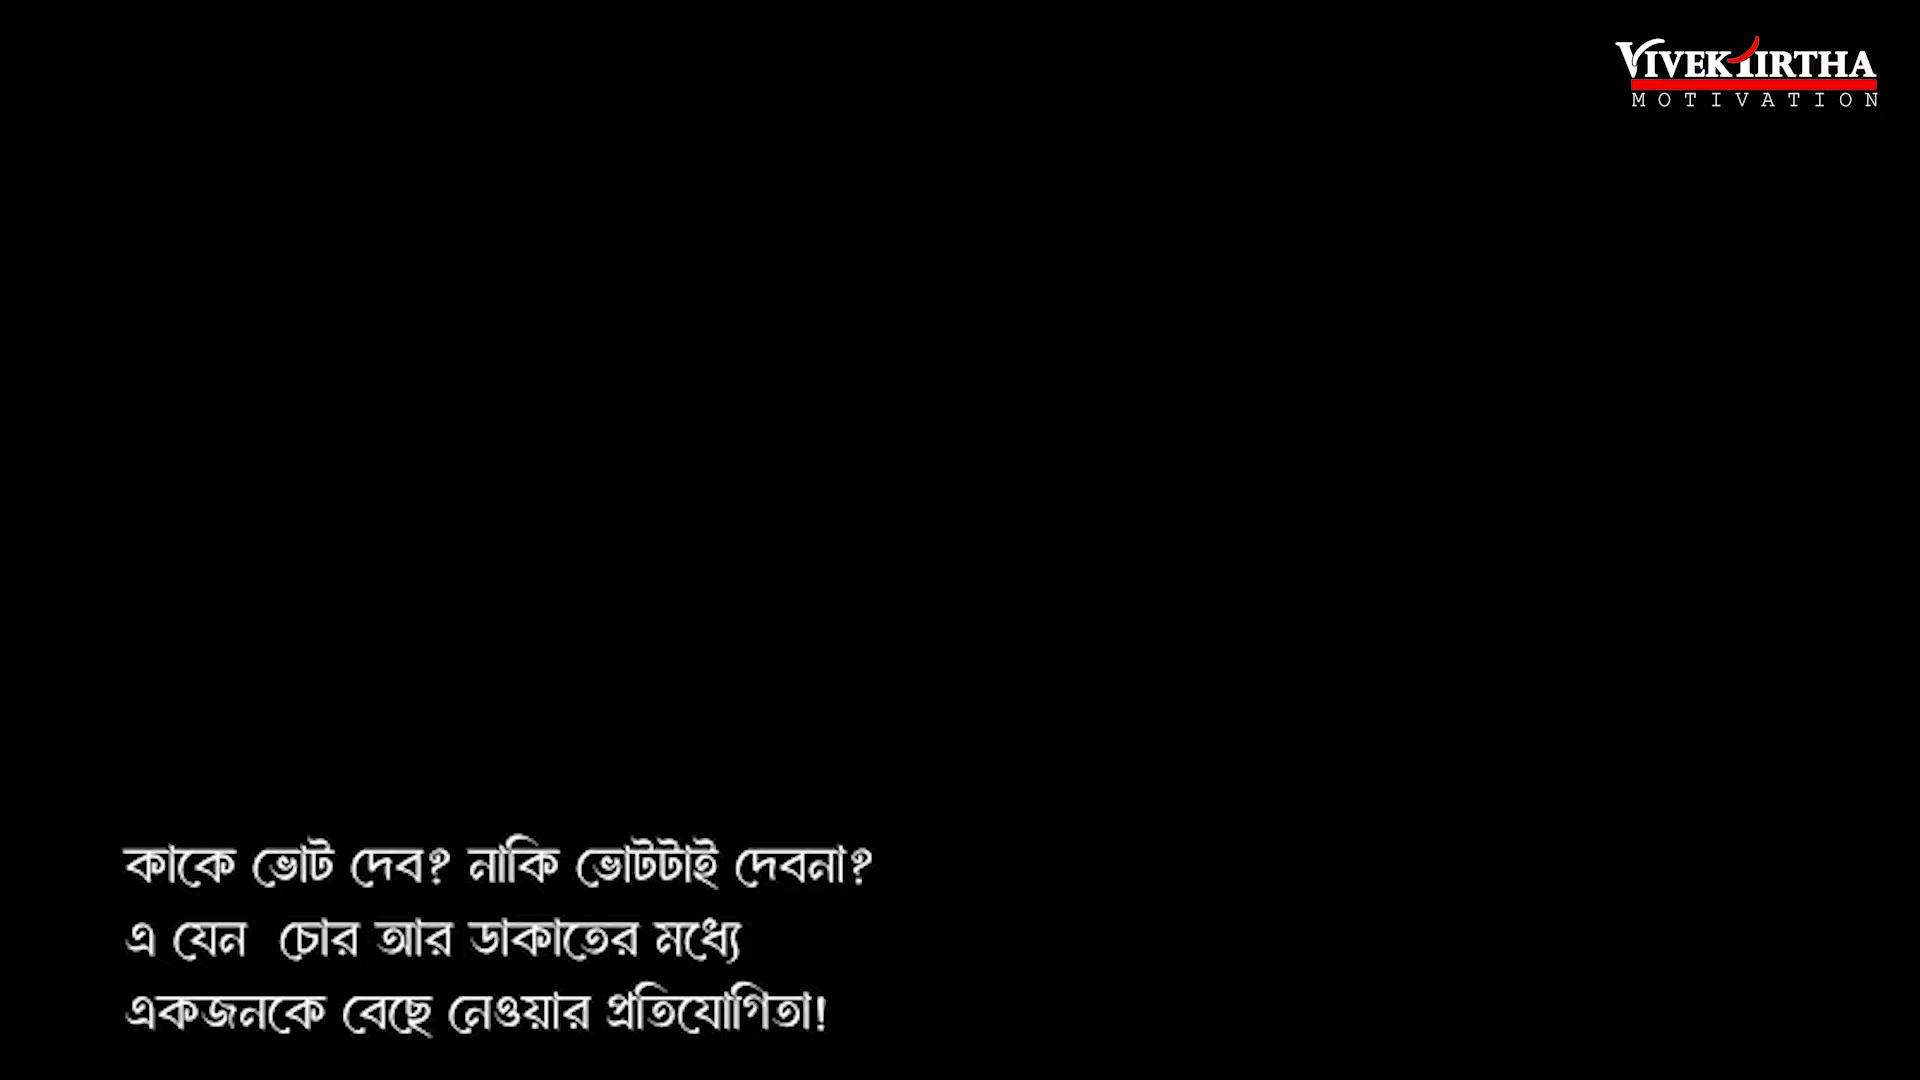 VIVEKTIRTHA
MOTIVATION
কাকে ভোট দেব? নাকি ভোটটাই দেবনা?
এ যেন চোর আর ডাকাতের মধ্যে
একজনকে বেছে নেওয়ার প্রতিযোগিতা!